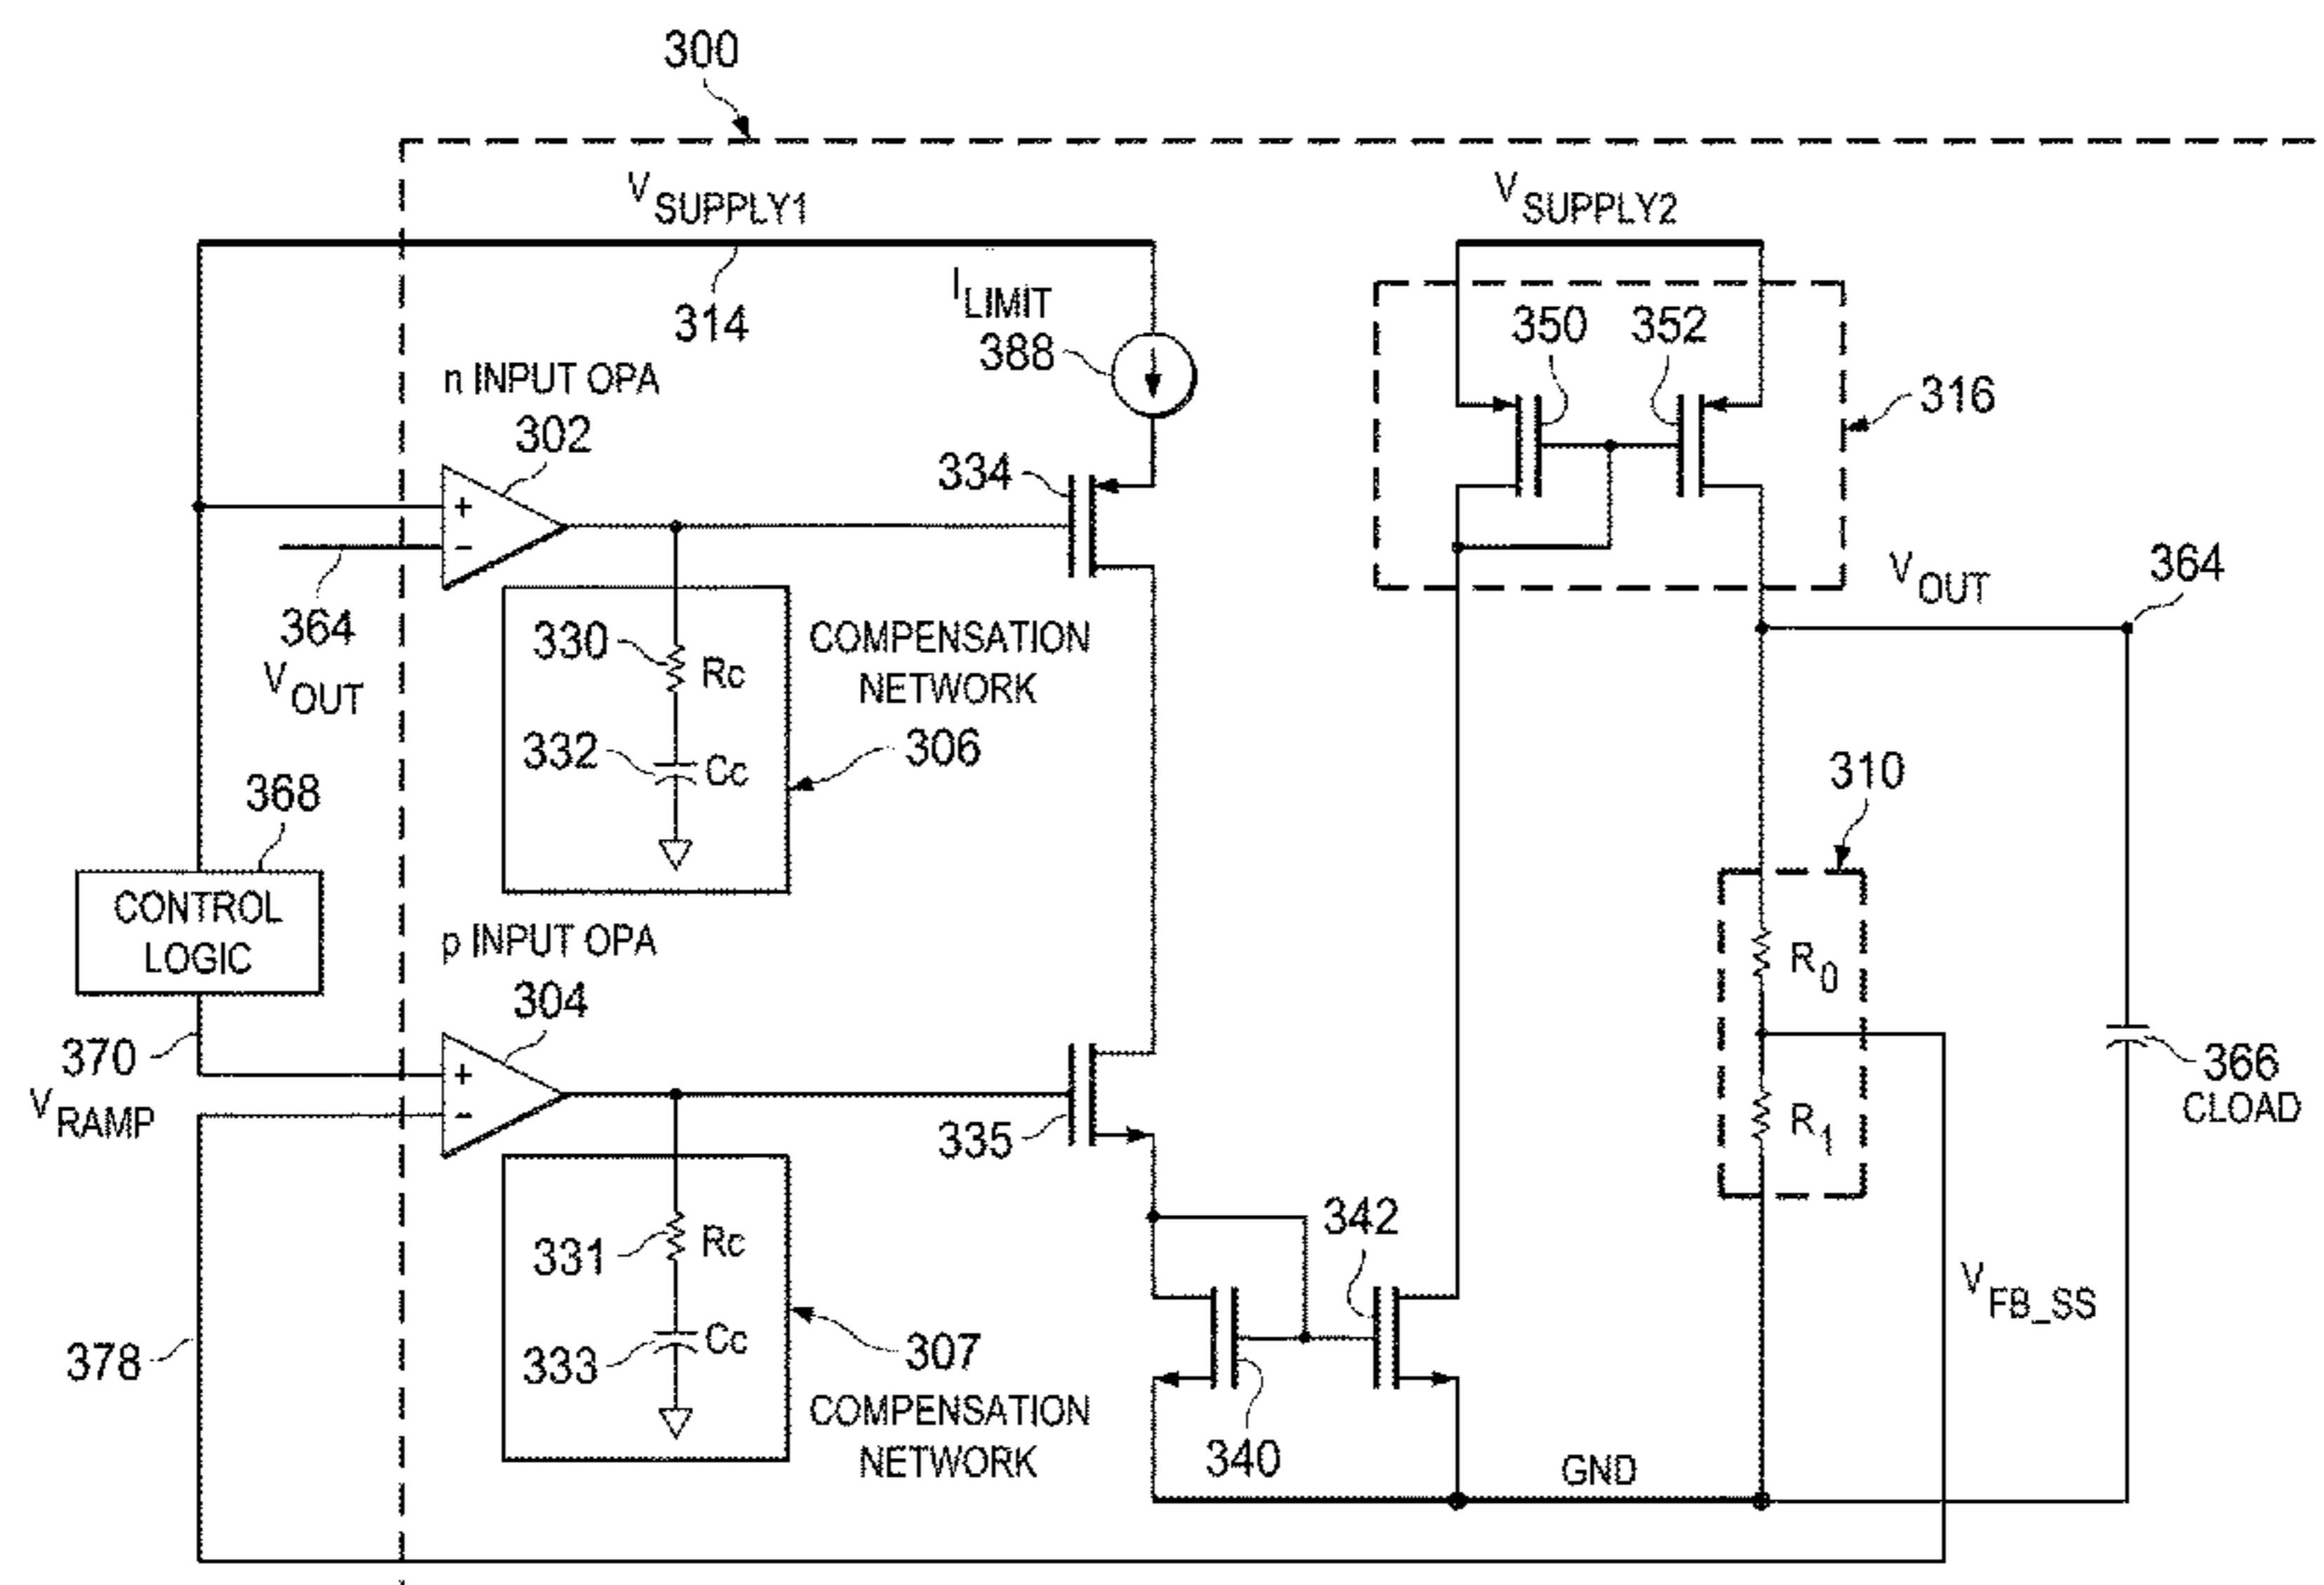 300
VSUPPLY1
VSUPPLY2
314
ILIMIT
388
350
352
316
n INPUT OPA
302
334
+
-
364
VOUT
330
Rc
COMPENSATION
NETWORK
332
Cc
306
VOUT
364
368
CONTROL
LOGIC
310
R0
p INPUT OPA
304
370
VRAMP
+
-
335
R1
366
CLOAD
331
Rc
342
VFB_SS
378
333
Cc
307
COMPENSATION
NETWORK
340
GND